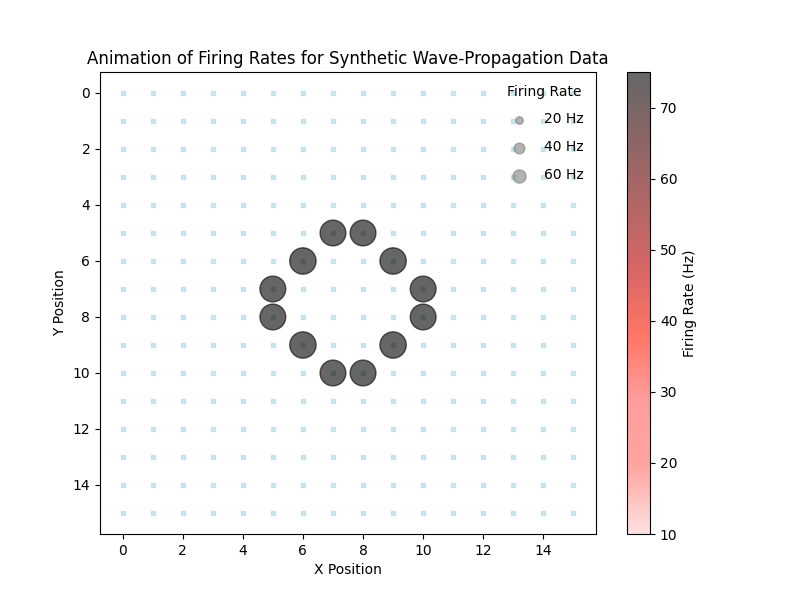 Animation of Firing Rates for Synthetic Wave-Propagation Data
Firing Rate
20 Hz
40 Hz
60 Hz
0
2
4
6
8
10
12
14
Y Position
0 2 4 6 8 10 12 14
X Position
70
60
50
40
30
20
10
Firing Rate (Hz)